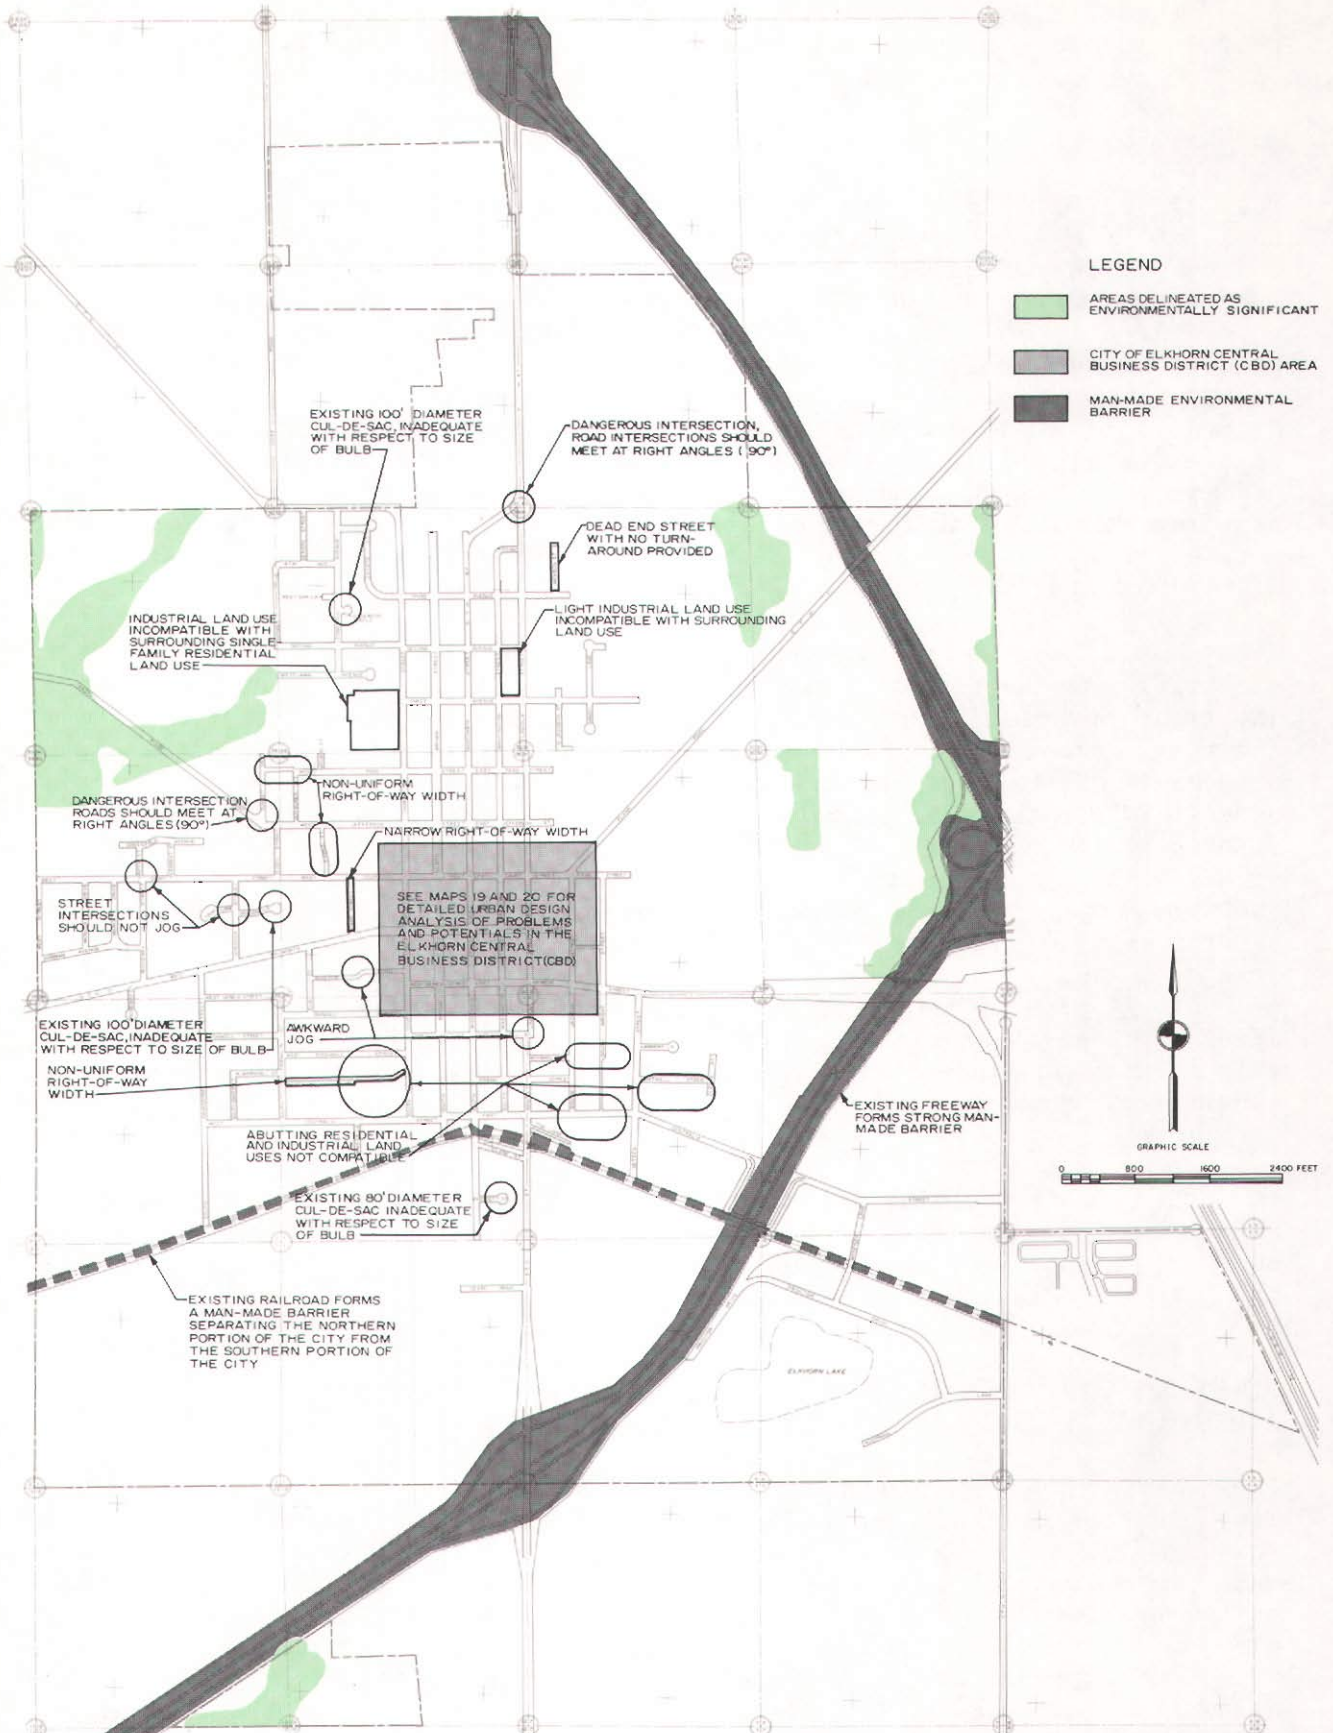 LEGEND
AREAS DELINEATED AS
ENVIRONMENTALLY SIGNIFICANT
CITY OF ELKHORN CENTRAL
BUSINESS DISTRICT (CBD) AREA
MAN-MADE ENVIRONMENTAL
BARRIER
EXISTING 100' DIAMETER
CUL-DE-SAC, INADEQUATE
WITH RESPECT TO SIZE
OF BULB
DANGEROUS INTERSECTION,
ROAD INTERSECTIONS SHOULD
MEET AT RIGHT ANGLES (90°)
DEAD END STREET
WITH NO TURN-
AROUND PROVIDED
INDUSTRIAL LAND USE
INCOMPATIBLE WITH
SURROUNDING SINGLE
FAMILY RESIDENTIAL
LAND USE
LIGHT INDUSTRIAL LAND USE
INCOMPATIBLE WITH SURROUNDING
LAND USE
NON-UNIFORM
RIGHT-OF-WAY WIDTH
DANGEROUS INTERSECTION
ROADS SHOULD MEET AT
RIGHT ANGLES (90°)
NARROW RIGHT-OF-WAY WIDTH
STREET
INTERSECTIONS
SHOULD NOT JOG
SEE MAPS 19 AND 20 FOR
DETAILED URBAN DESIGN
ANALYSIS OF PROBLEMS
AND POTENTIALS IN THE
ELKHORN CENTRAL
BUSINESS DISTRICT(CBD)
EXISTING 100' DIAMETER
CUL-DE-SAC, INADEQUATE
WITH RESPECT TO SIZE OF BULB
AWKWARD
JOG
NON-UNIFORM
RIGHT-OF-WAY
WIDTH
EXISTING FREEWAY
FORMS STRONG MAN-
MADE BARRIER
ABUTTING RESIDENTIAL
AND INDUSTRIAL LAND
USES NOT COMPATIBLE
GRAPHIC SCALE
0 800 1600 2400 FEET
EXISTING 80' DIAMETER
CUL-DE-SAC INADEQUATE
WITH RESPECT TO SIZE
OF BULB
EXISTING RAILROAD FORMS
A MAN-MADE BARRIER
SEPARATING THE NORTHERN
PORTION OF THE CITY FROM
THE SOUTHERN PORTION OF
THE CITY
ELKHORN LAKE